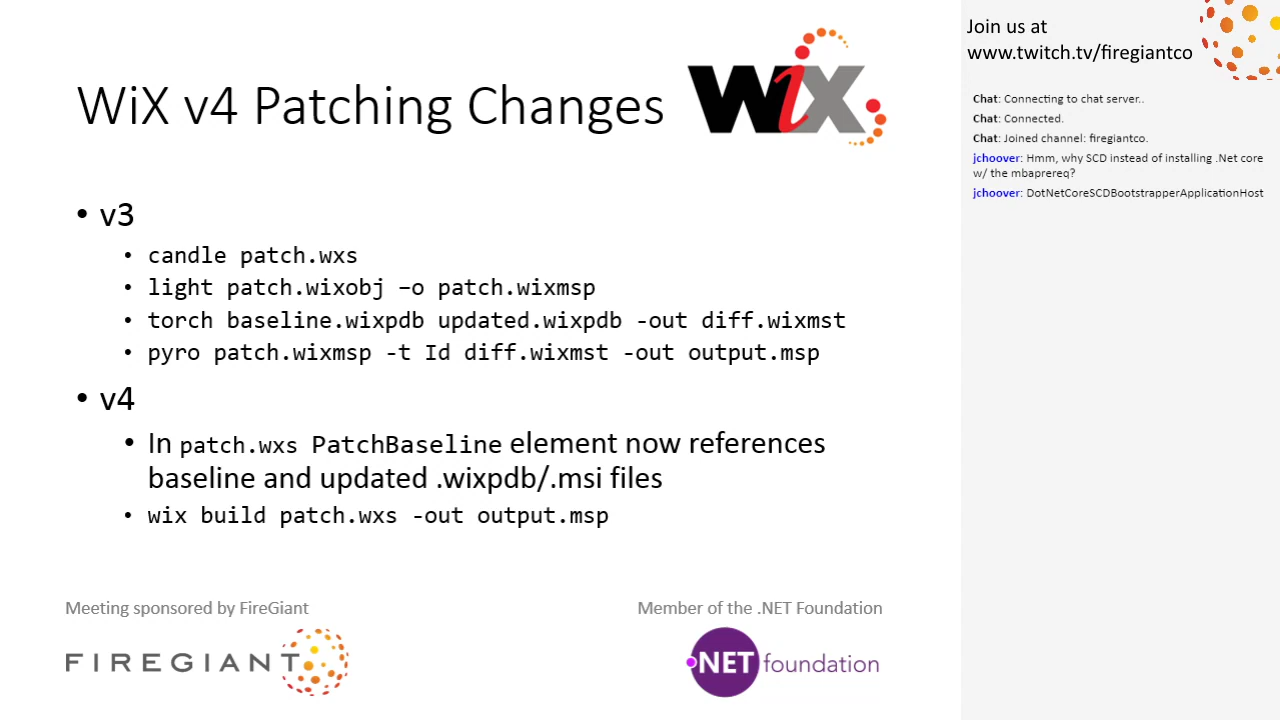 WiX v4 Patching Changes
WiX
• v3
• candle patch.wxs
• light patch.wixobj –o patch.wixmsp
• torch baseline.wixpdb updated.wixpdb -out diff.wixmst
• pyro patch.wixmsp -t Id diff.wixmst -out output.msp
• v4
• In patch.wxs PatchBaseline element now references
baseline and updated .wixpdb/.msi files
• wix build patch.wxs -out output.msp
Meeting sponsored by FireGiant
FIREGIANT
Member of the .NET Foundation
.NET foundation
Join us at
www.twitch.tv/firegiantco
Chat: Connecting to chat server..
Chat: Connected.
Chat: Joined channel: firegiantco.
jchoover: Hmm, why SCD instead of installing .Net core
w/ the mbaprereq?
jchoover: DotNetCoreSCDBootstrapperApplicationHost